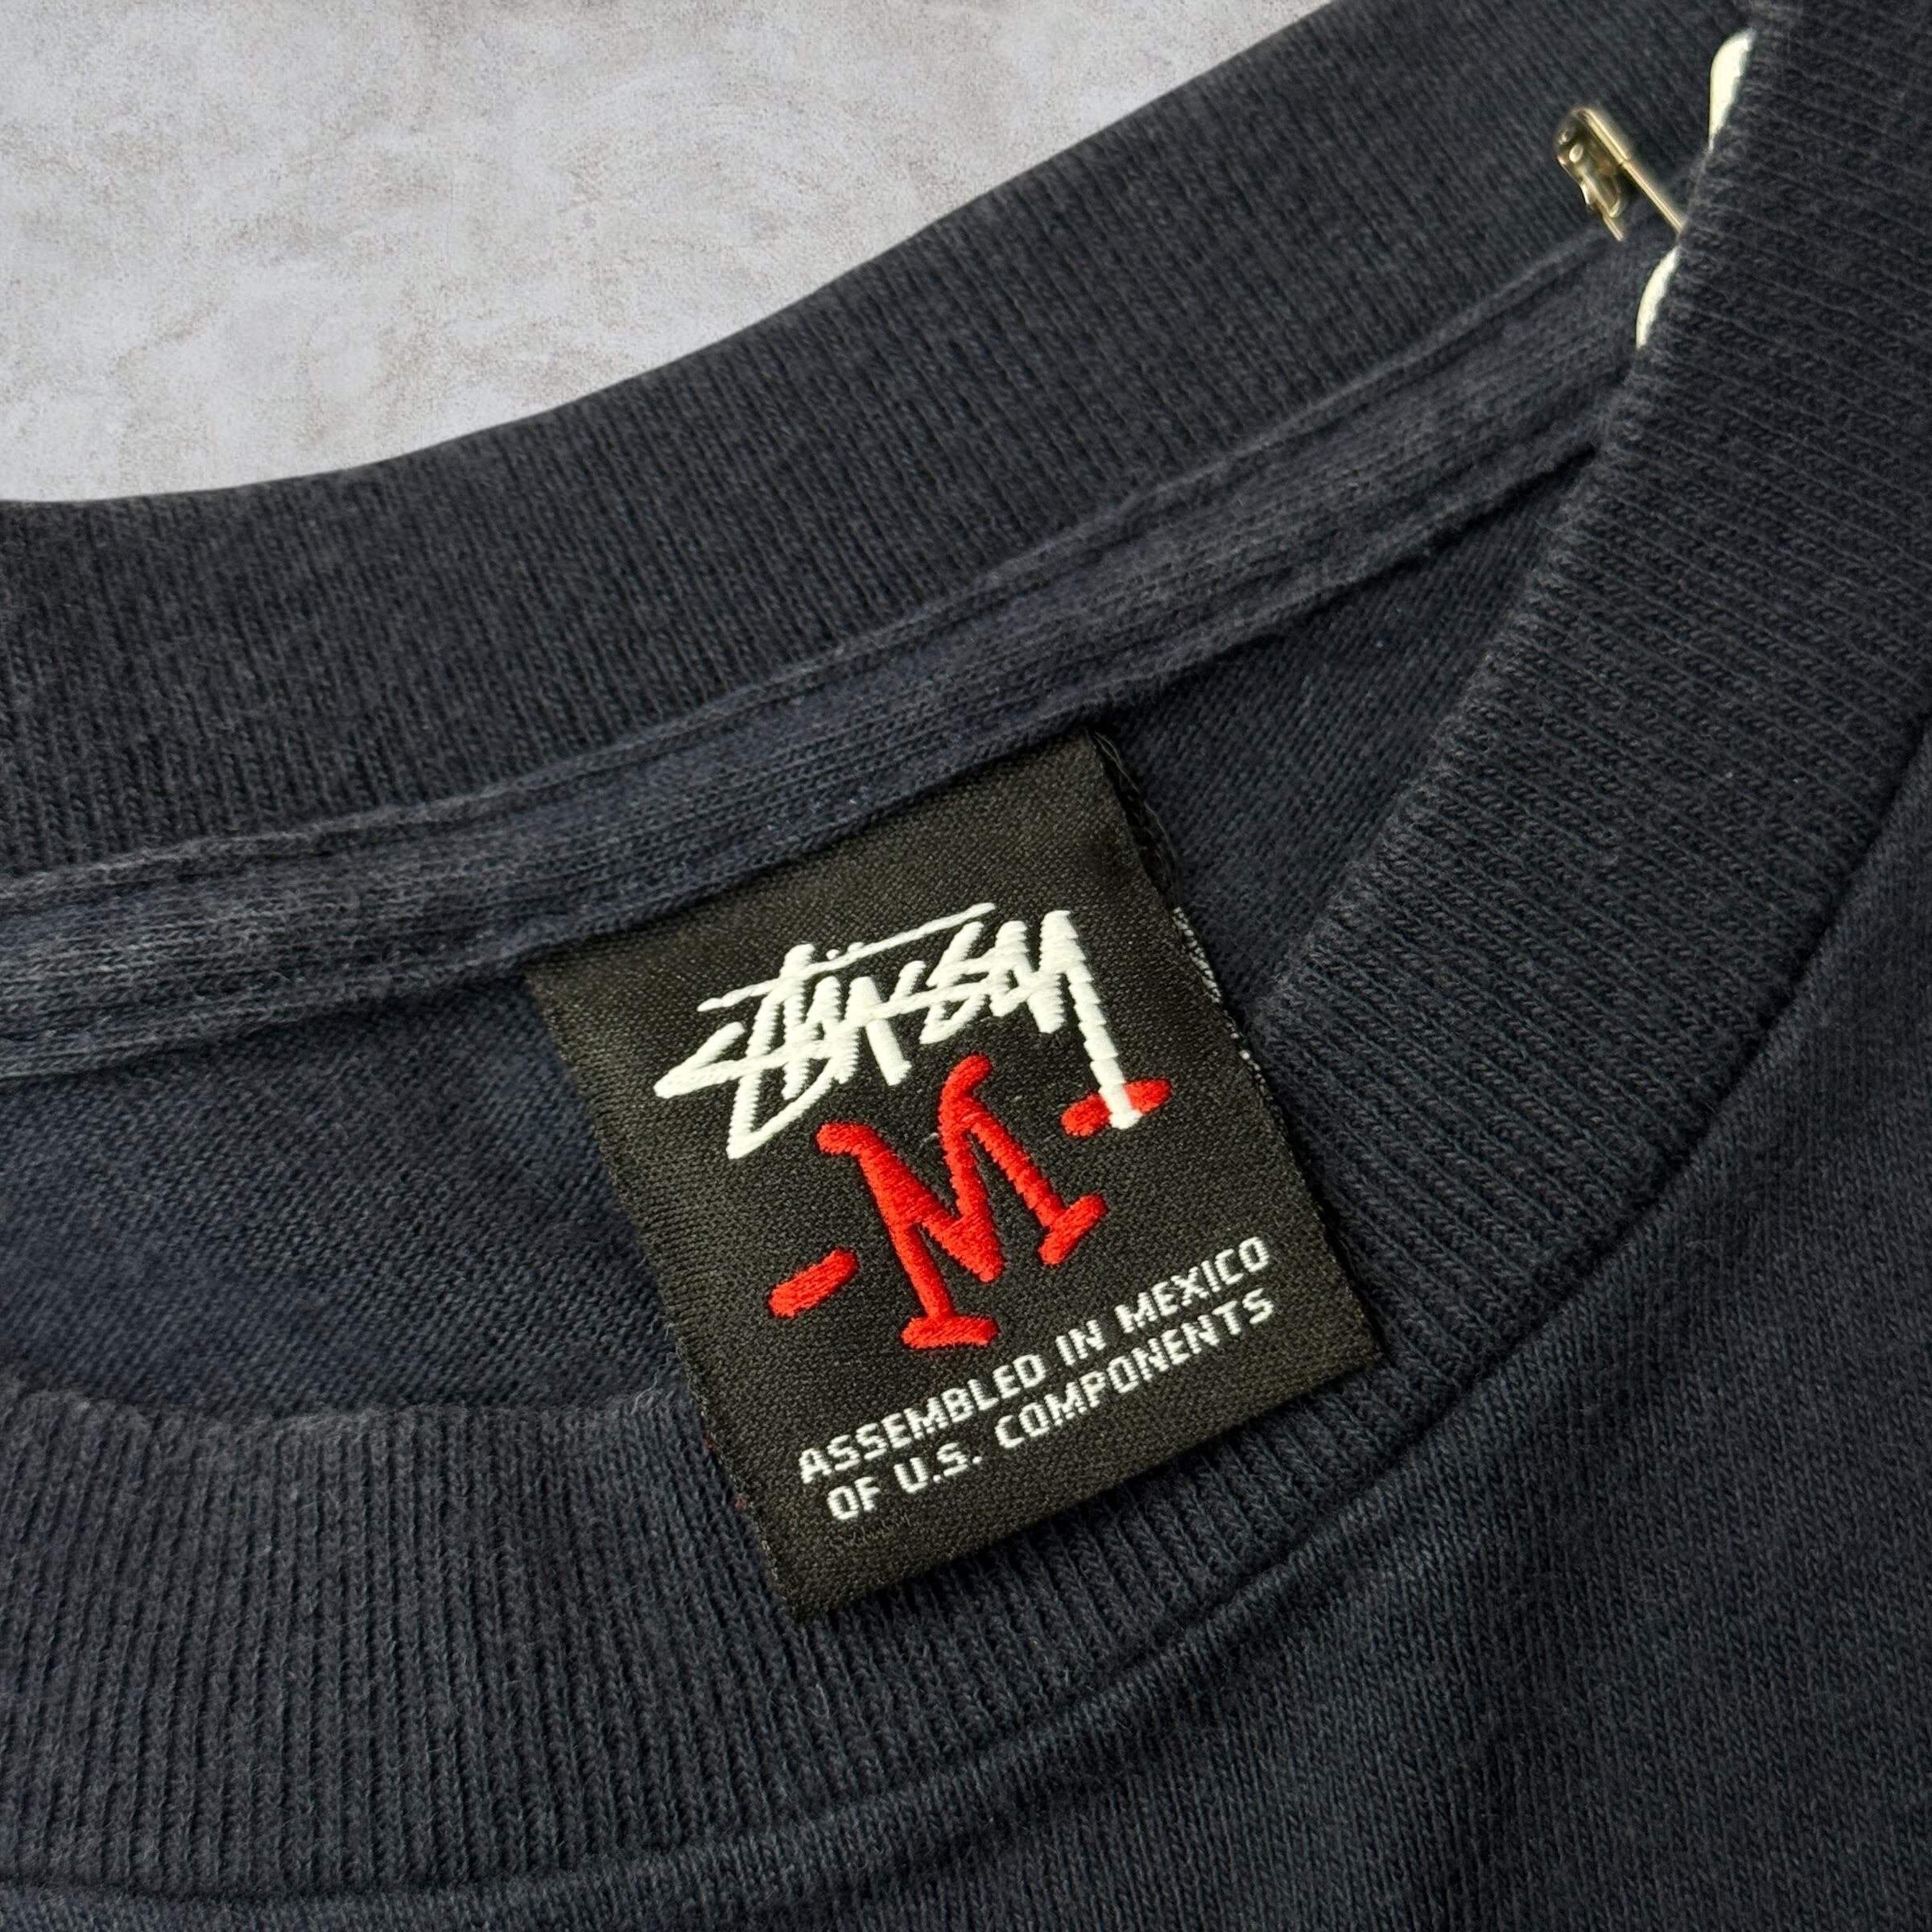 Stüssy
-M-
ASSEMBLED IN MEXICO
OF U.S. COMPONENTS